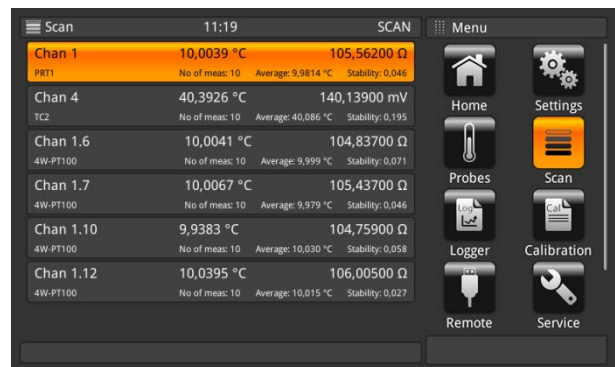 Scan 11:19 SCAN
Chan 1 10,0039 °C 105,56200 Ω
PRT1 No of meas: 10 Average: 9,9814 °C Stability: 0,046
Chan 4 40,3926 °C 140,13900 mV
TC2 No of meas: 10 Average: 40,086 °C Stability: 0,195
Chan 1.6 10,0041 °C 104,83700 Ω
4W-PT100 No of meas: 10 Average: 9,999 °C Stability: 0,071
Chan 1.7 10,0067 °C 105,43700 Ω
4W-PT100 No of meas: 10 Average: 9,979 °C Stability: 0,046
Chan 1.10 9,9383 °C 104,75900 Ω
4W-PT100 No of meas: 10 Average: 10,030 °C Stability: 0,058
Chan 1.12 10,0395 °C 106,00500 Ω
4W-PT100 No of meas: 10 Average: 10,015 °C Stability: 0,027
Menu
Home Settings
Probes Scan
Log Cal
Logger Calibration
Remote Service